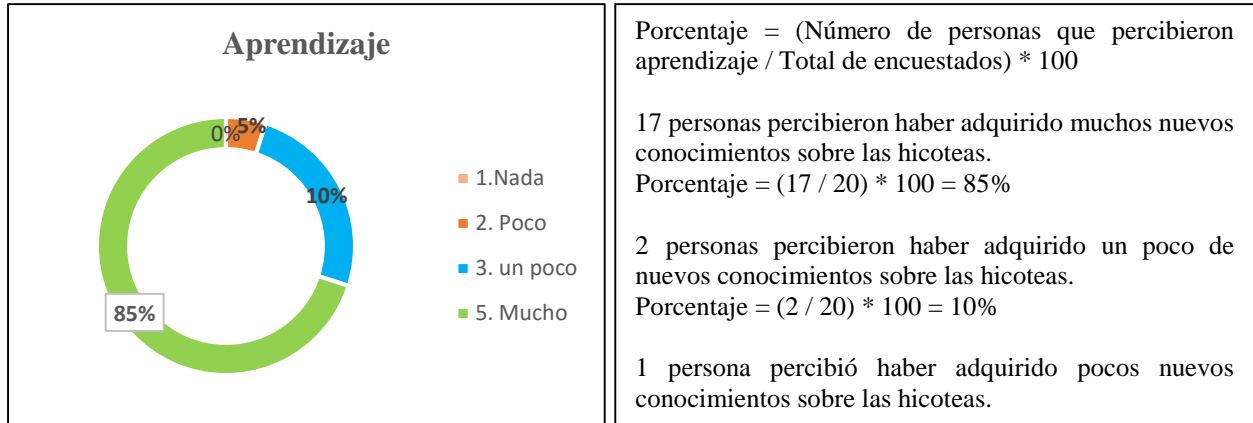 Aprendizaje
0%
5%
10%
85%
1.Nada
2. Poco
3. un poco
5. Mucho
Porcentaje = (Número de personas que percibieron
aprendizaje / Total de encuestados) * 100
17 personas percibieron haber adquirido muchos nuevos
conocimientos sobre las hicoteas.
Porcentaje = (17 / 20) * 100 = 85%
2 personas percibieron haber adquirido un poco de
nuevos conocimientos sobre las hicoteas.
Porcentaje = (2 / 20) * 100 = 10%
1 persona percibió haber adquirido pocos nuevos
conocimientos sobre las hicoteas.